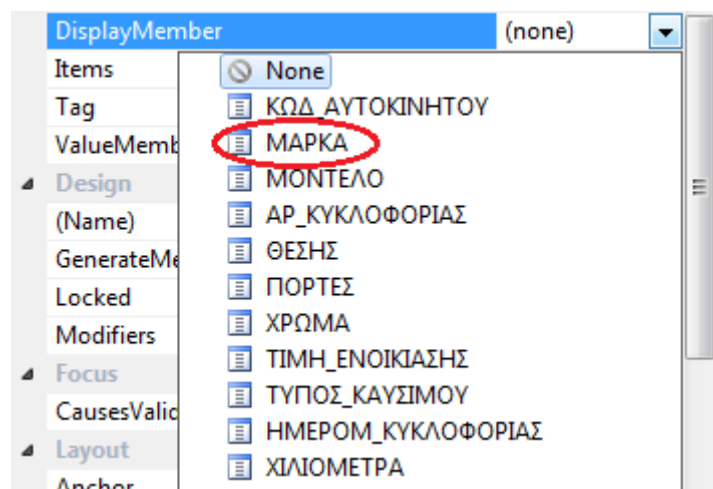 DisplayMember (none)
Items None
Tag ΚΩΔ_ΑΥΤΟΚΙΝΗΤΟΥ
ValueMemb ΜΑΡΚΑ
Design ΜΟΝΤΕΛΟ
(Name) ΑΡ_ΚΥΚΛΟΦΟΡΙΑΣ
GenerateMe ΘΕΣΗΣ
Locked ΠΟΡΤΕΣ
Modifiers ΧΡΩΜΑ
Focus ΤΙΜΗ_ΕΝΟΙΚΙΑΣΗΣ
CausesValid ΤΥΠΟΣ_ΚΑΥΣΙΜΟΥ
Layout ΗΜΕΡΟΜ_ΚΥΚΛΟΦΟΡΙΑΣ
Anchor ΧΙΛΙΟΜΕΤΡΑ